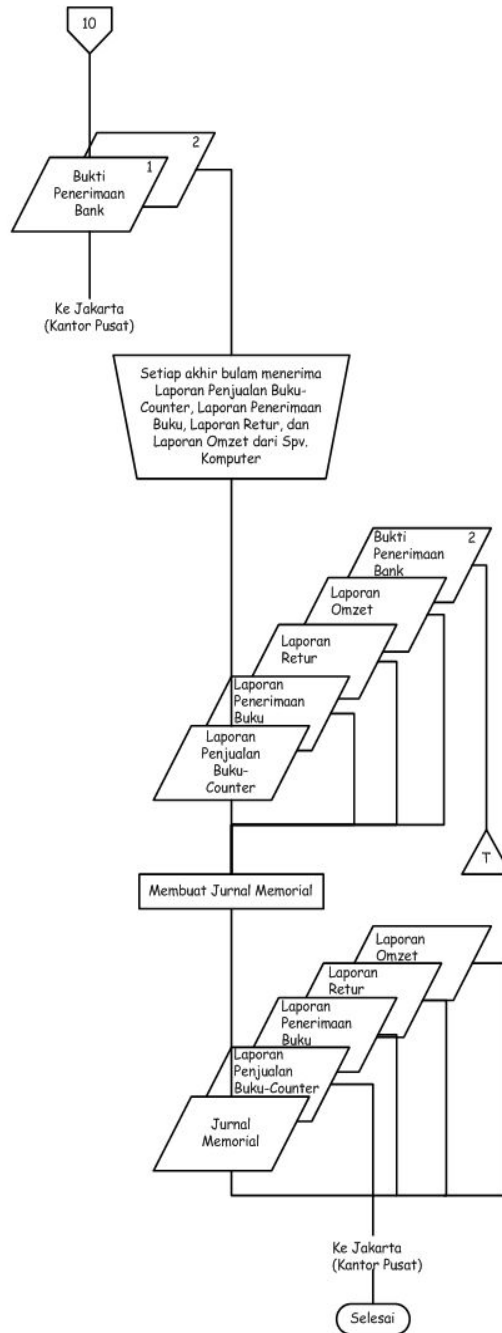 10
2
1
Bukti
Penerimaan
Bank
Ke Jakarta
(Kantor Pusat)
Setiap akhir bulam menerima
Laporan Penjualan Buku-
Counter, Laporan Penerimaan
Buku, Laporan Retur, dan
Laporan Omzet dari Spv.
Komputer
Bukti 2
Penerimaan
Bank
Laporan
Omzet
Laporan
Retur
Laporan
Penerimaan
Buku
Laporan
Penjualan
Buku-
Counter
T
Membuat Jurnal Memorial
Laporan
Omzet
Laporan
Retur
Laporan
Penerimaan
Buku
Laporan
Penjualan
Buku-Counter
Jurnal
Memorial
Ke Jakarta
(Kantor Pusat)
Selesai